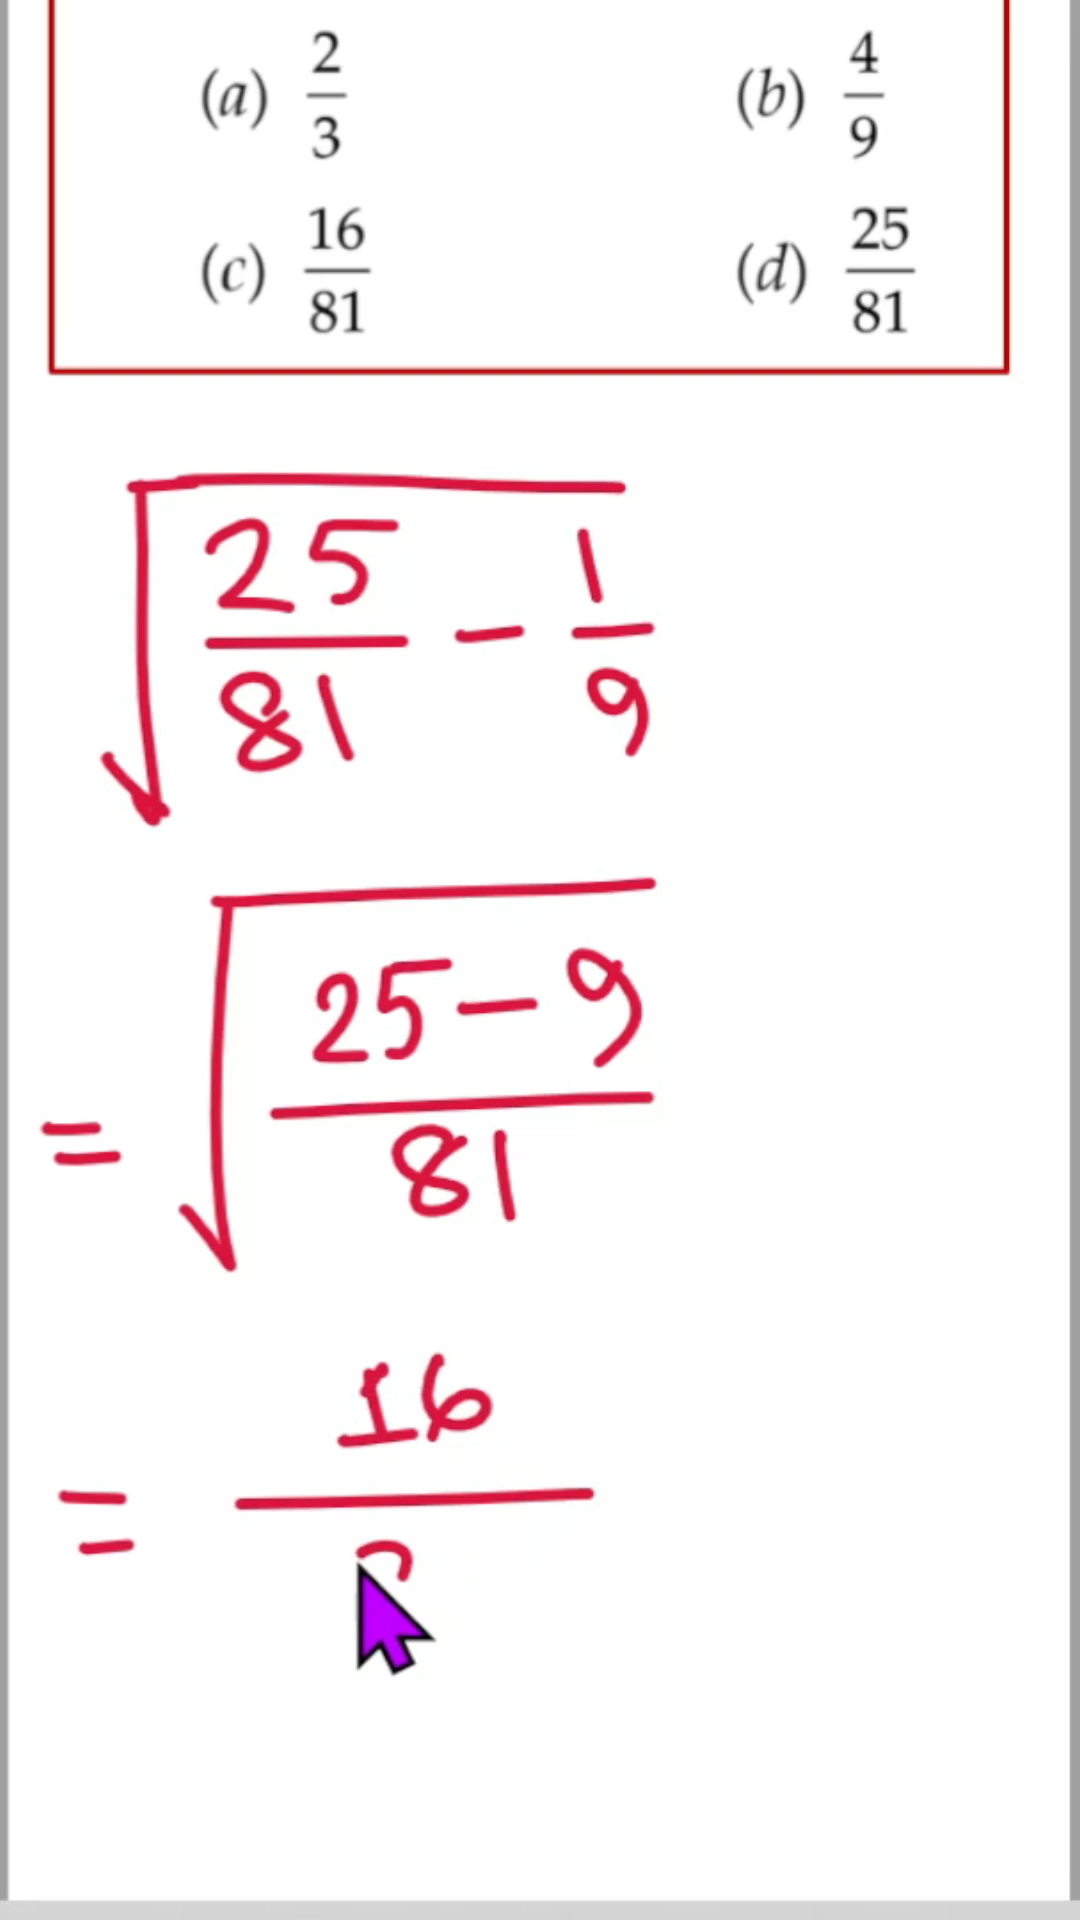 (a) 2/3 (b) 4/9
(c) 16/81 (d) 25/81
√(25/81 - 1/9)
= √((25-9)/81)
= 16/